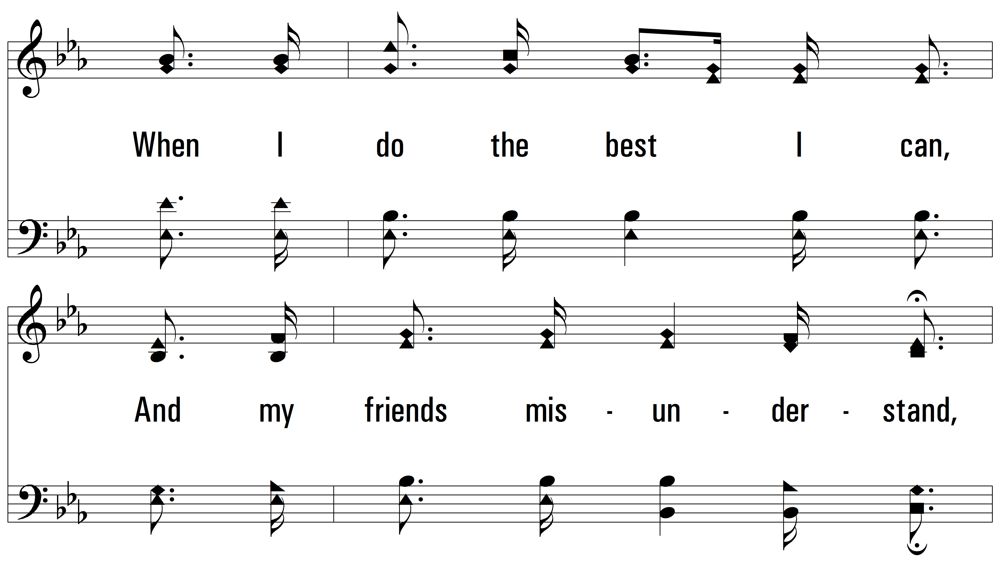 When I do the best I can,
And my friends mis - un - der - stand,